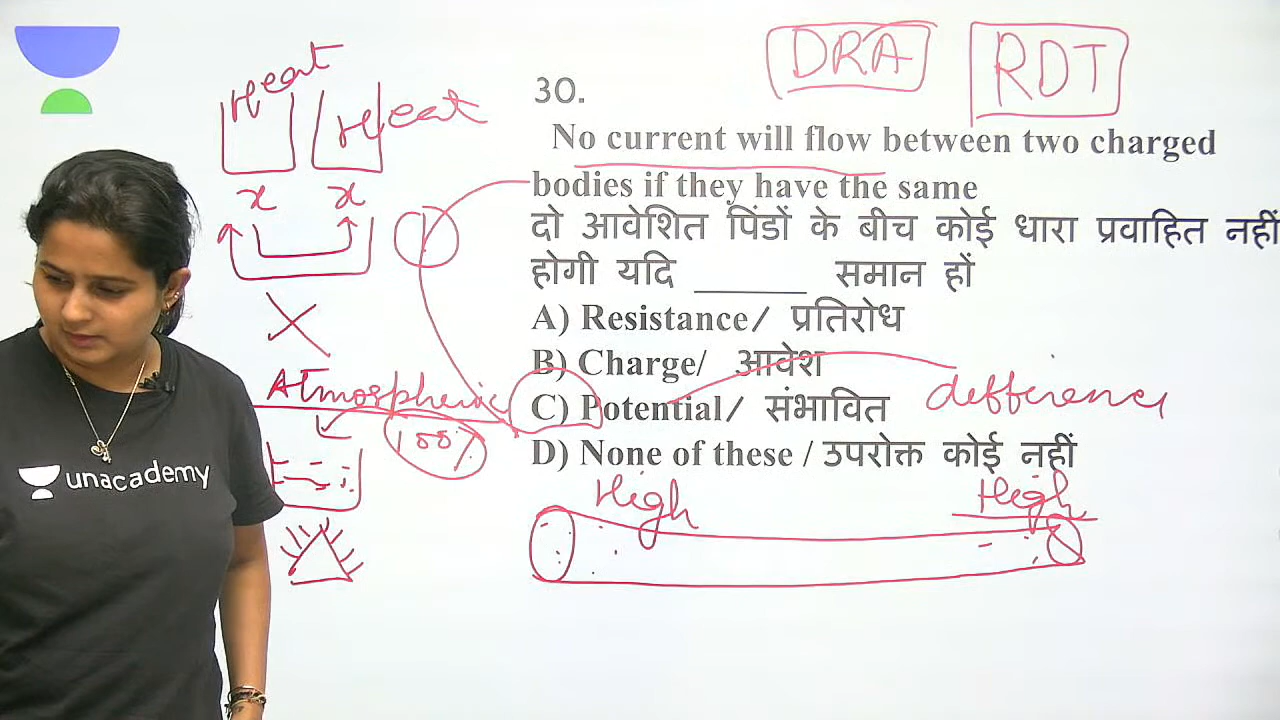 DRA RDT
Heat
Heat
30.
No current will flow between two charged
bodies if they have the same
दो आवेशित पिंडों के बीच कोई धारा प्रवाहित नहीं
होगी यदि ______ समान हों
A) Resistance/ प्रतिरोध
B) Charge/ आवेश
C) Potential/ संभावित
defference
D) None of these / उपरोक्त कोई नहीं
x x
Atmospheric
High High
unacademy